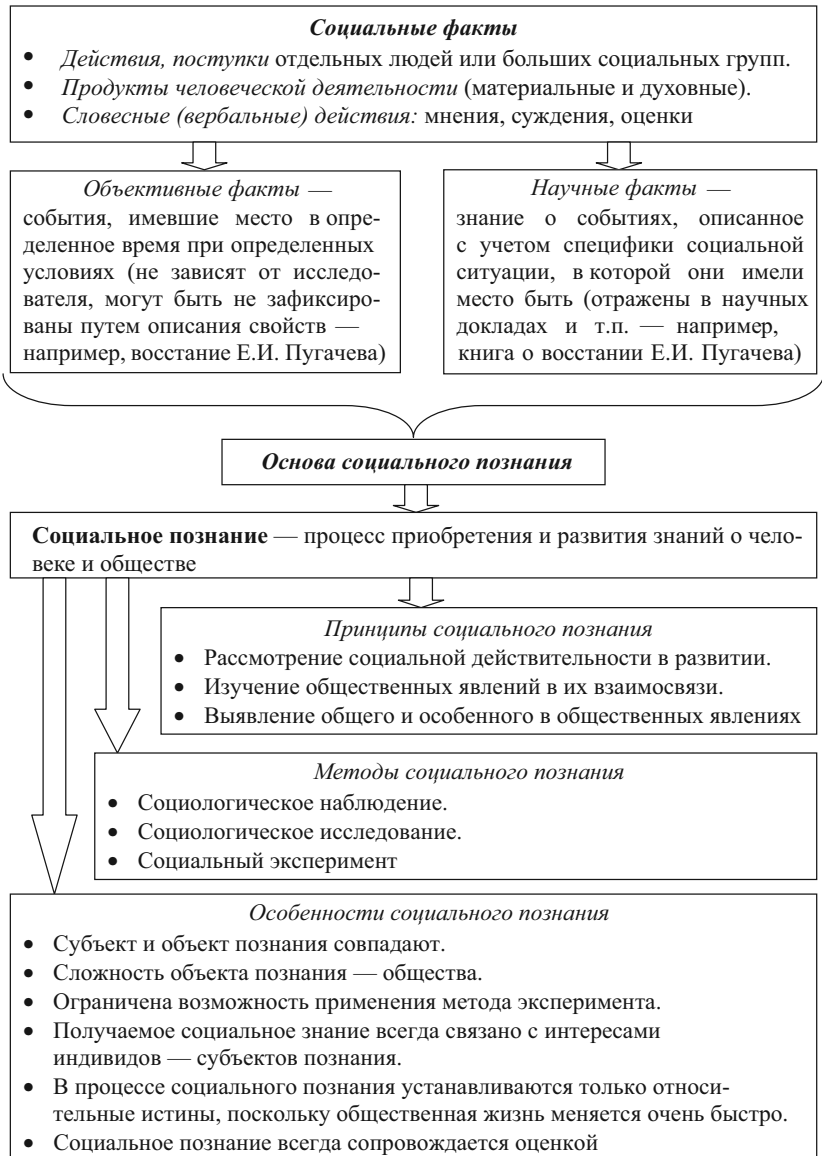 Социальные факты
• Действия, поступки отдельных людей или больших социальных групп.
• Продукты человеческой деятельности (материальные и духовные).
• Словесные (вербальные) действия: мнения, суждения, оценки
Объективные факты —
события, имевшие место в опре-
деленное время при определенных
условиях (не зависят от исследо-
вателя, могут быть не зафиксиро-
ваны путем описания свойств —
например, восстание Е.И. Пугачева)
Научные факты —
знание о событиях, описанное
с учетом специфики социальной
ситуации, в которой они имели
место быть (отражены в научных
докладах и т.п. — например,
книга о восстании Е.И. Пугачева)
Основа социального познания
Социальное познание — процесс приобретения и развития знаний о чело-
веке и обществе
Принципы социального познания
• Рассмотрение социальной действительности в развитии.
• Изучение общественных явлений в их взаимосвязи.
• Выявление общего и особенного в общественных явлениях
Методы социального познания
• Социологическое наблюдение.
• Социологическое исследование.
• Социальный эксперимент
Особенности социального познания
• Субъект и объект познания совпадают.
• Сложность объекта познания — общества.
• Ограничена возможность применения метода эксперимента.
• Получаемое социальное знание всегда связано с интересами
индивидов — субъектов познания.
• В процессе социального познания устанавливаются только относи-
тельные истины, поскольку общественная жизнь меняется очень быстро.
• Социальное познание всегда сопровождается оценкой